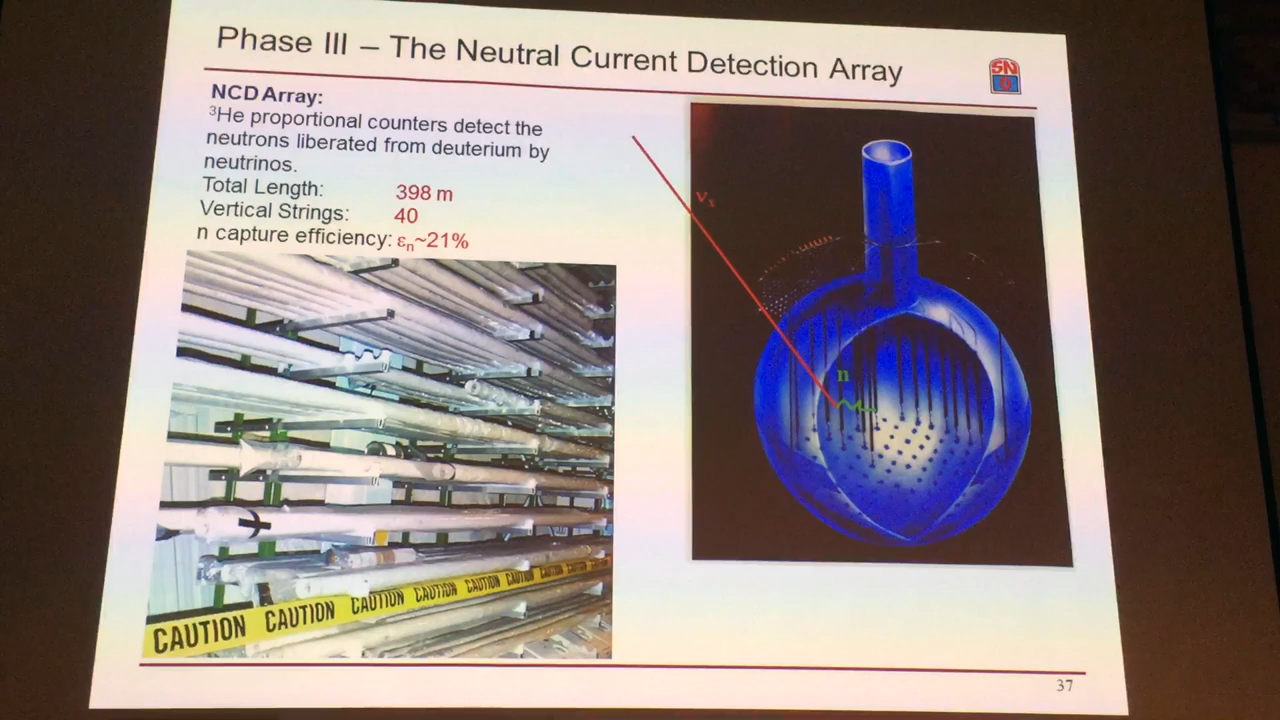 Phase III – The Neutral Current Detection Array
SN
O
NCD Array:
³He proportional counters detect the
neutrons liberated from deuterium by
neutrinos.
Total Length: 398 m
Vertical Strings: 40
n capture efficiency: εn~21%
νx
n
CAUTION CAUTION CAUTION CAUTION CAUTION CAUTION CAUTION CAUTION
37